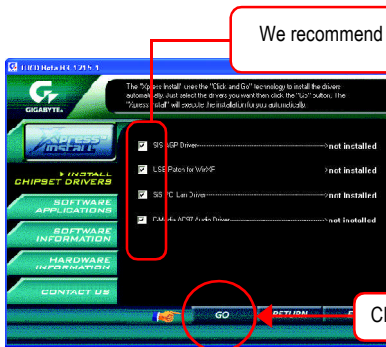 We recommend
GIGABYTE
The "Xpress Install" uses the "Click and Go" technology to install the drivers
automatically. Just select the drivers you want then click the "GO" button. The
"Xpress Install" will execute the installation for you automatically.
Xpress-
Install
SIS AGP Driver not installed
INSTALL
CHIPSET DRIVERS
USB Patch for WinXP not installed
SOFTWARE
APPLICATIONS
SiS PCI Lan Driver not installed
C-Media AC97 Audio Driver not installed
SOFTWARE
INFORMATION
HARDWARE
INFORMATION
CONTACT US
GO RETURN